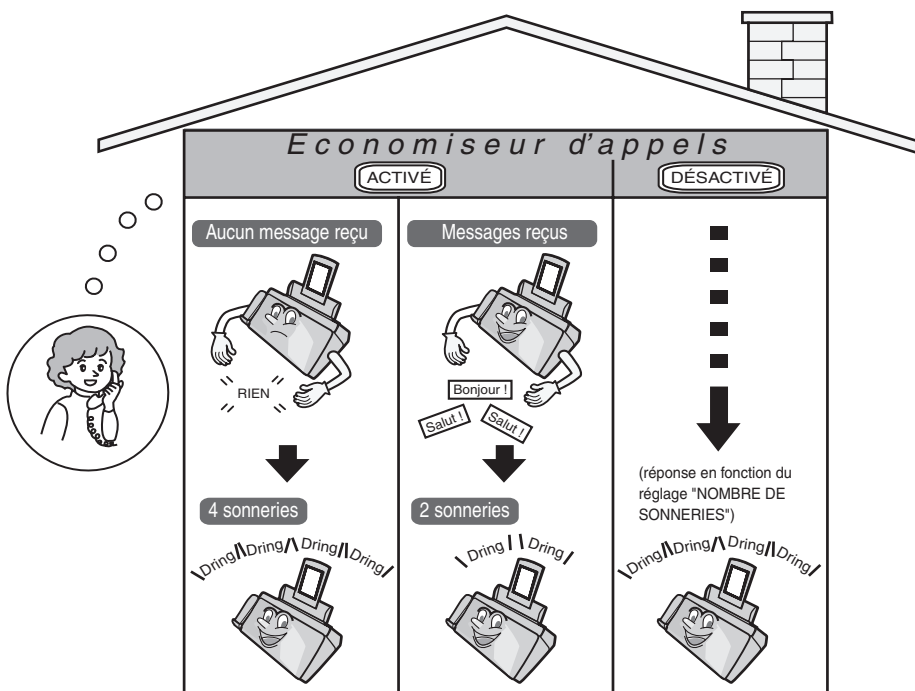 Economiseur d'appels
ACTIVÉ
DÉSACTIVÉ
Aucun message reçu
Messages reçus
RIEN
Bonjour !
Salut !
Salut !
(réponse en fonction du
réglage "NOMBRE DE
SONNERIES")
4 sonneries
2 sonneries
Dring Dring Dring Dring
Dring Dring
Dring Dring Dring Dring